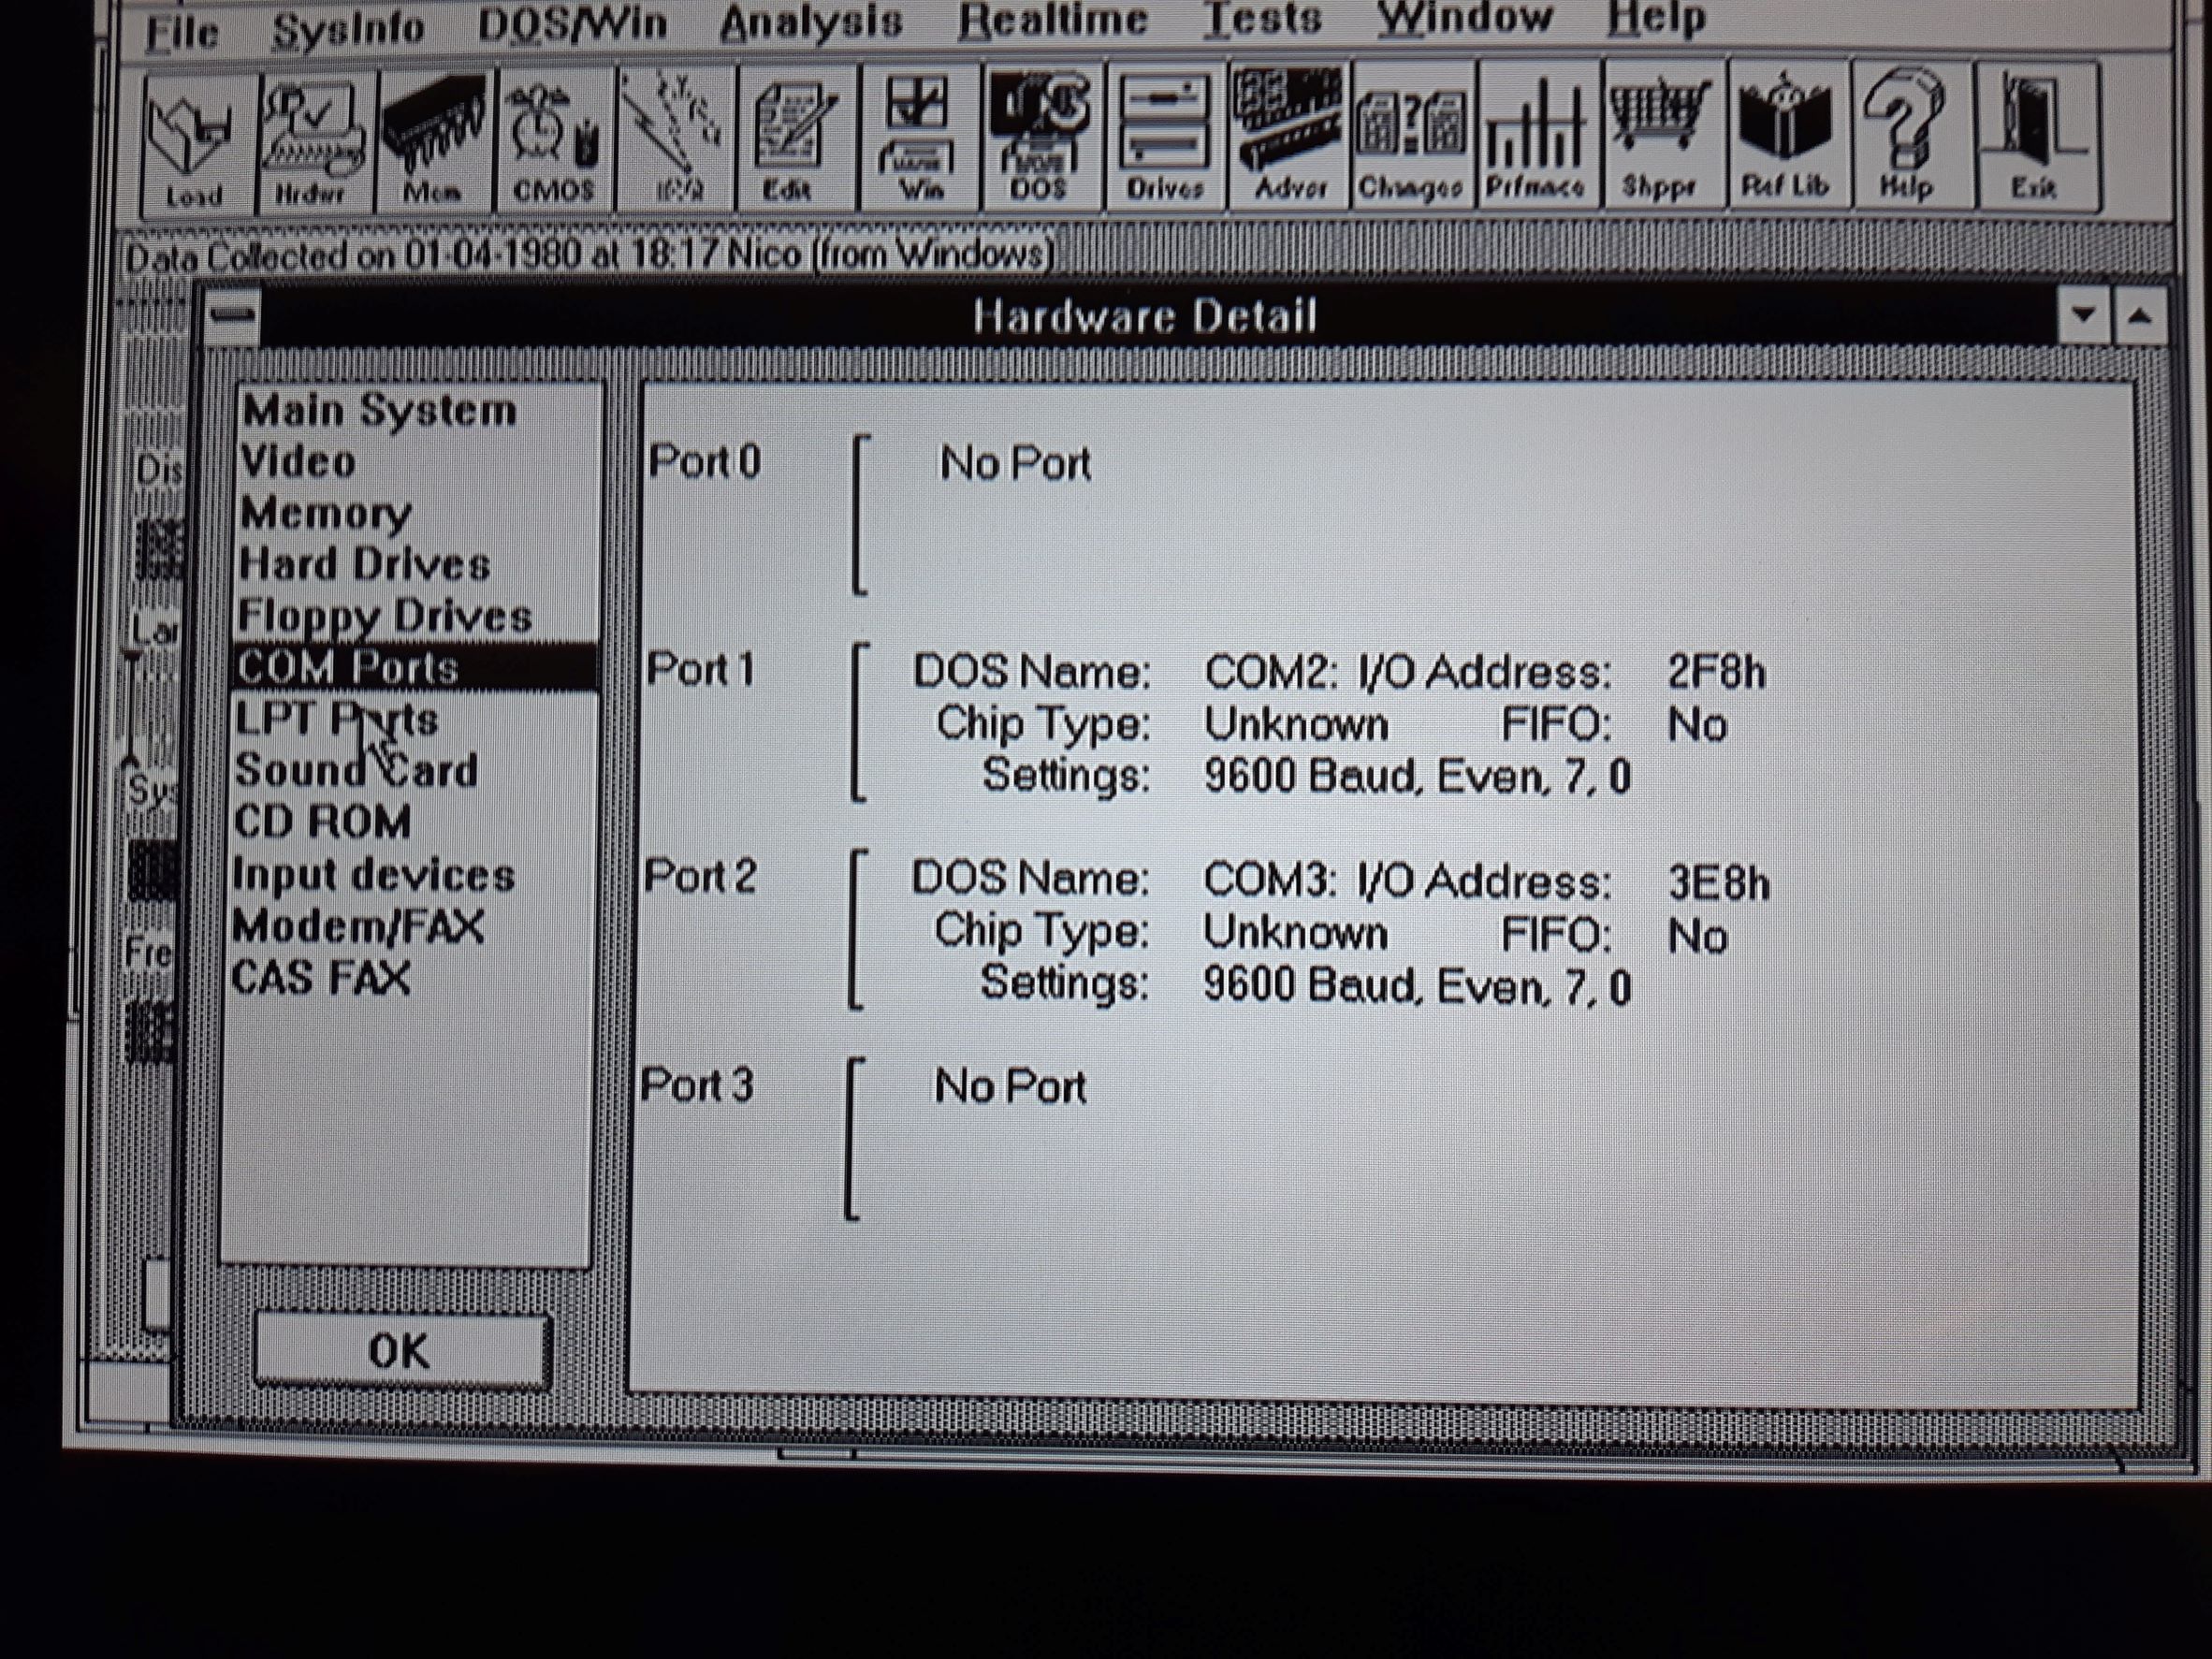 File SysInfo DOS/Win Analysis Realtime Tests Window Help
Load Hrdwr Mem CMOS IRQ Edit Win DOS Drives Advsr Changes Prfmace Shppr Ref Lib Help Exit
Data Collected on 01-04-1980 at 18:17 Nico (from Windows)
Hardware Detail
Main System
Video
Memory
Hard Drives
Floppy Drives
COM Ports
LPT Ports
Sound Card
CD ROM
Input devices
Modem/FAX
CAS FAX
OK
Dis
Lar
Sys
Fre
Port 0 No Port
Port 1 DOS Name: COM2: I/O Address: 2F8h
Chip Type: Unknown FIFO: No
Settings: 9600 Baud, Even, 7, 0
Port 2 DOS Name: COM3: I/O Address: 3E8h
Chip Type: Unknown FIFO: No
Settings: 9600 Baud, Even, 7, 0
Port 3 No Port